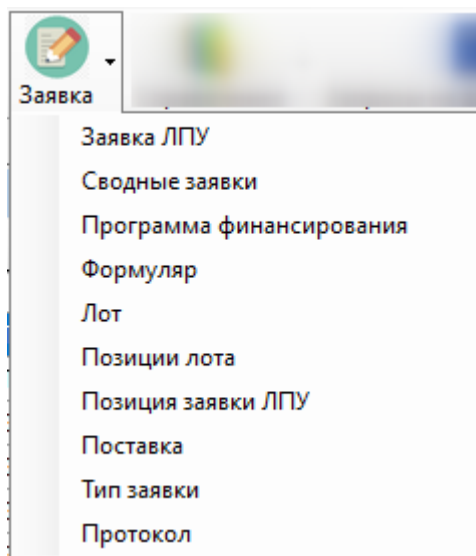 Заявка
Заявка ЛПУ
Сводные заявки
Программа финансирования
Формуляр
Лот
Позиции лота
Позиция заявки ЛПУ
Поставка
Тип заявки
Протокол